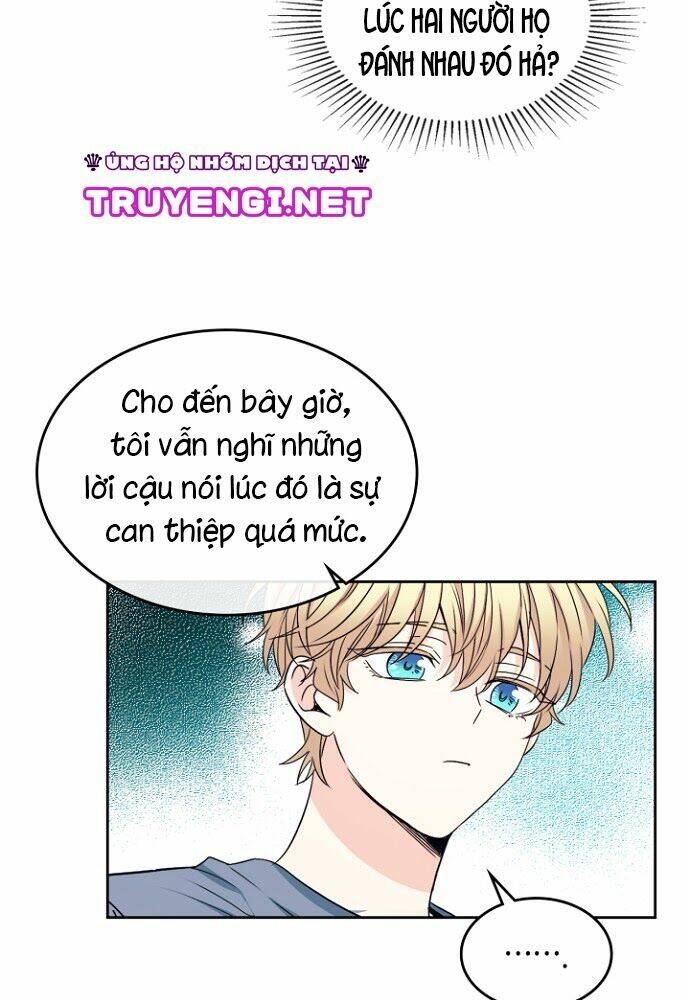 LÚC HAI NGƯỜI HỌ
ĐÁNH NHAU ĐÓ HẢ?
ỦNG HỘ NHÓM DỊCH TẠI
TRUYENGI.NET
Cho đến bây giờ,
tôi vẫn nghĩ những
lời cậu nói lúc đó là sự
can thiệp quá mức.
.......